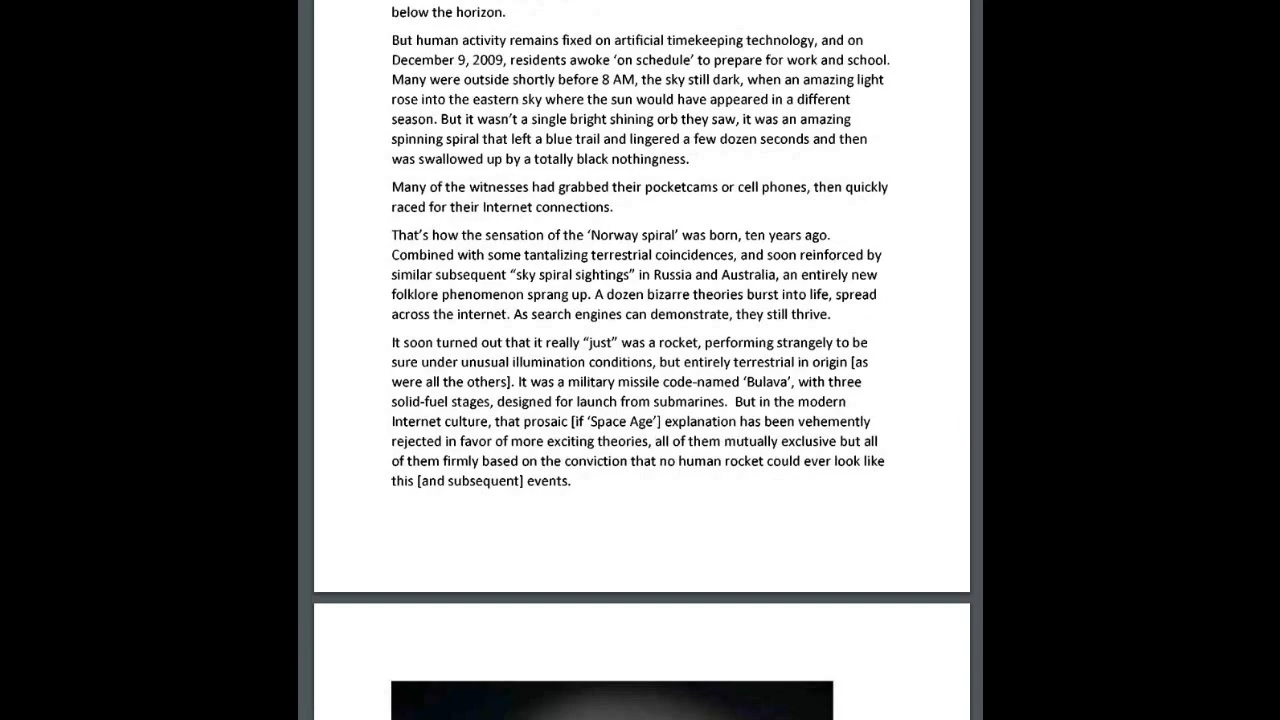 below the horizon.
But human activity remains fixed on artificial timekeeping technology, and on
December 9, 2009, residents awoke ‘on schedule’ to prepare for work and school.
Many were outside shortly before 8 AM, the sky still dark, when an amazing light
rose into the eastern sky where the sun would have appeared in a different
season. But it wasn’t a single bright shining orb they saw, it was an amazing
spinning spiral that left a blue trail and lingered a few dozen seconds and then
was swallowed up by a totally black nothingness.
Many of the witnesses had grabbed their pocketcams or cell phones, then quickly
raced for their Internet connections.
That’s how the sensation of the ‘Norway spiral’ was born, ten years ago.
Combined with some tantalizing terrestrial coincidences, and soon reinforced by
similar subsequent “sky spiral sightings” in Russia and Australia, an entirely new
folklore phenomenon sprang up. A dozen bizarre theories burst into life, spread
across the internet. As search engines can demonstrate, they still thrive.
It soon turned out that it really “just” was a rocket, performing strangely to be
sure under unusual illumination conditions, but entirely terrestrial in origin [as
were all the others]. It was a military missile code-named ‘Bulava’, with three
solid-fuel stages, designed for launch from submarines.  But in the modern
Internet culture, that prosaic [if ‘Space Age’] explanation has been vehemently
rejected in favor of more exciting theories, all of them mutually exclusive but all
of them firmly based on the conviction that no human rocket could ever look like
this [and subsequent] events.